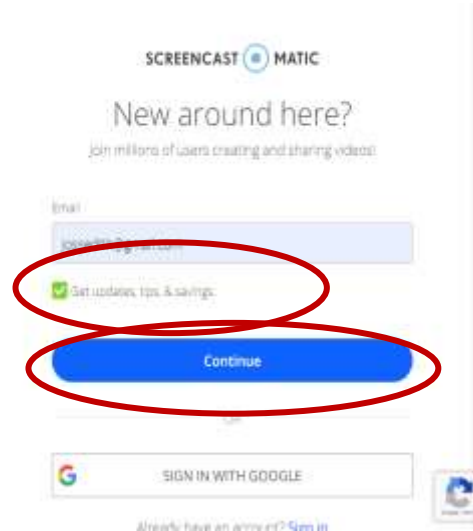 SCREENCAST MATIC
New around here?
Join millions of users creating and sharing videos!
Email
Get updates, tips, & savings
Continue
OR
SIGN IN WITH GOOGLE
Already have an account? Sign in